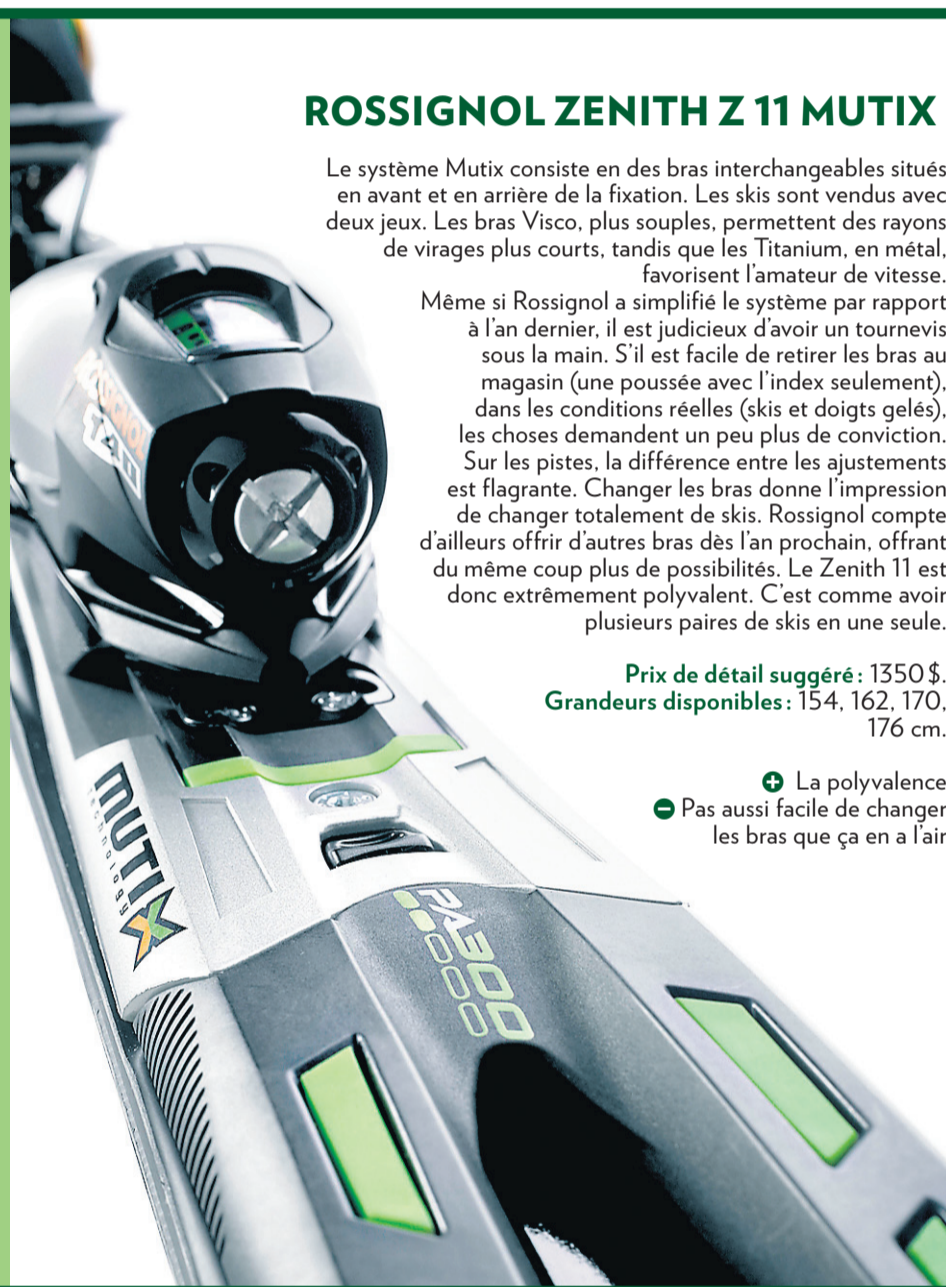 ROSSIGNOL ZENITH Z 11 MUTIX
Le système Mutix consiste en des bras interchangeables situés
en avant et en arrière de la fixation. Les skis sont vendus avec
deux jeux. Les bras Visco, plus souples, permettent des rayons
de virages plus courts, tandis que les Titanium, en métal,
favorisent l’amateur de vitesse.
Même si Rossignol a simplifié le système par rapport
à l’an dernier, il est judicieux d’avoir un tournevis
sous la main. S’il est facile de retirer les bras au
magasin (une poussée avec l’index seulement),
dans les conditions réelles (skis et doigts gelés),
les choses demandent un peu plus de conviction.
Sur les pistes, la différence entre les ajustements
est flagrante. Changer les bras donne l’impression
de changer totalement de skis. Rossignol compte
d’ailleurs offrir d’autres bras dès l’an prochain, offrant
du même coup plus de possibilités. Le Zenith 11 est
donc extrêmement polyvalent. C’est comme avoir
plusieurs paires de skis en une seule.
Prix de détail suggéré : 1350 $.
Grandeurs disponibles : 154, 162, 170,
176 cm.
+ La polyvalence
− Pas aussi facile de changer
les bras que ça en a l’air
ROSSIGNOL
MUTIX
technology
PA300